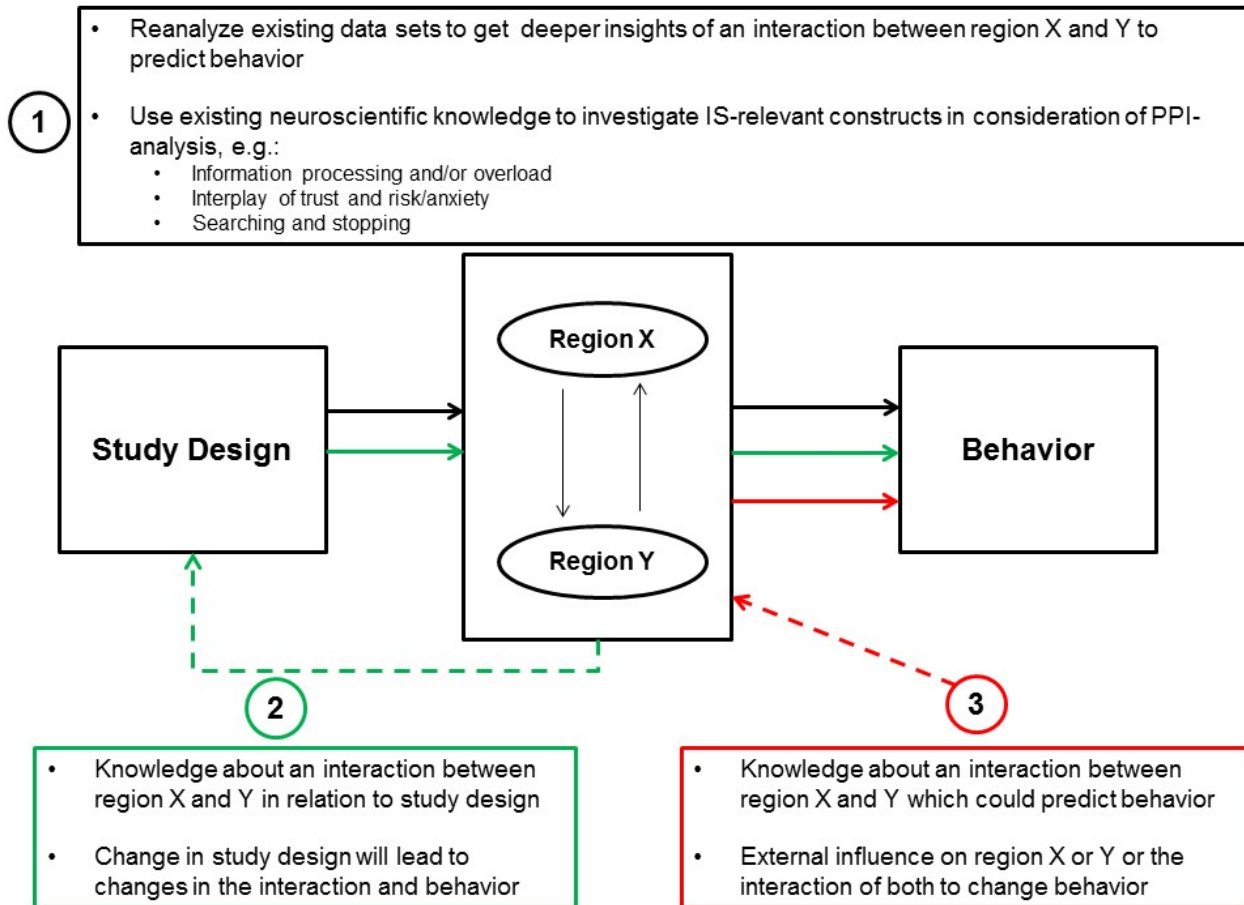 • Reanalyze existing data sets to get deeper insights of an interaction between region X and Y to
predict behavior
1
• Use existing neuroscientific knowledge to investigate IS-relevant constructs in consideration of PPI-
analysis, e.g.:
• Information processing and/or overload
• Interplay of trust and risk/anxiety
• Searching and stopping
Study Design
Region X
Region Y
Behavior
2
• Knowledge about an interaction between
region X and Y in relation to study design
• Change in study design will lead to
changes in the interaction and behavior
3
• Knowledge about an interaction between
region X and Y which could predict behavior
• External influence on region X or Y or the
interaction of both to change behavior